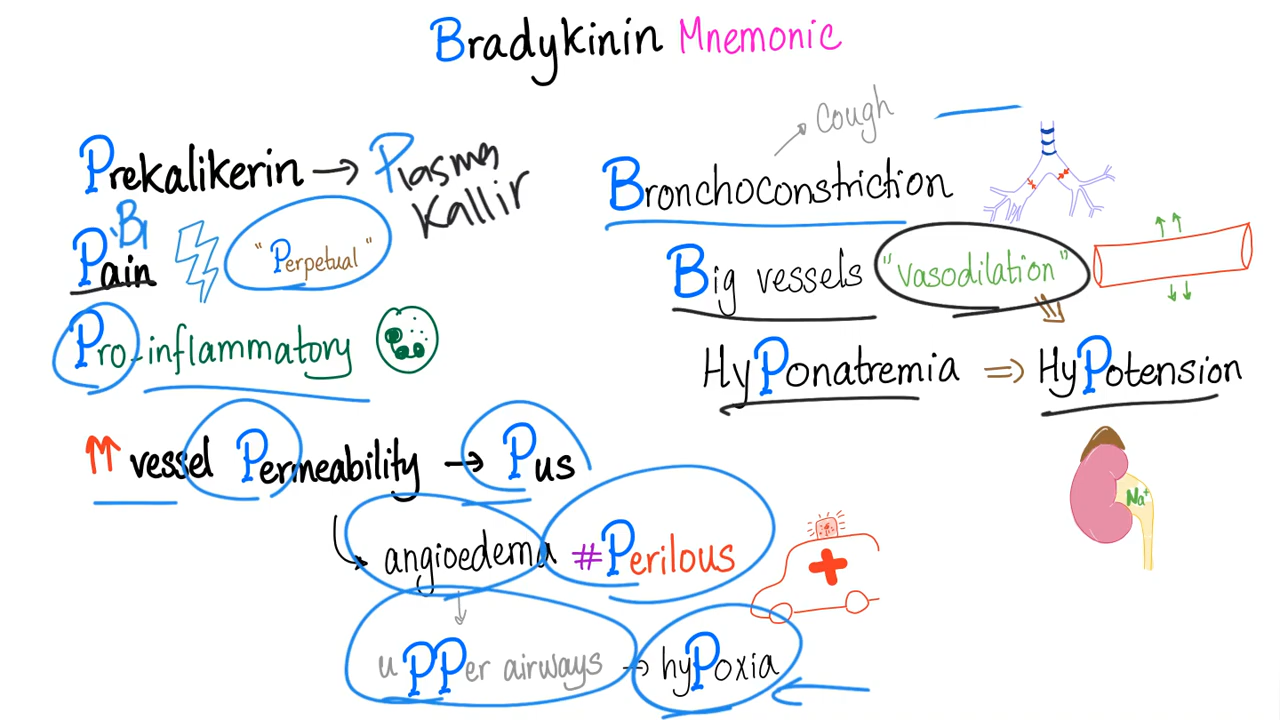 Bradykinin Mnemonic
Prekalikerin → Plasma Kallir
B1
Pain "Perpetual"
Pro-inflammatory
↑↑ vessel Permeability → Pus
angioedema #Perilous
uPPer airways → hyPoxia
Cough
Bronchoconstriction
Big vessels "vasodilation"
HyPonatremia ⇒ HyPotension
Na+